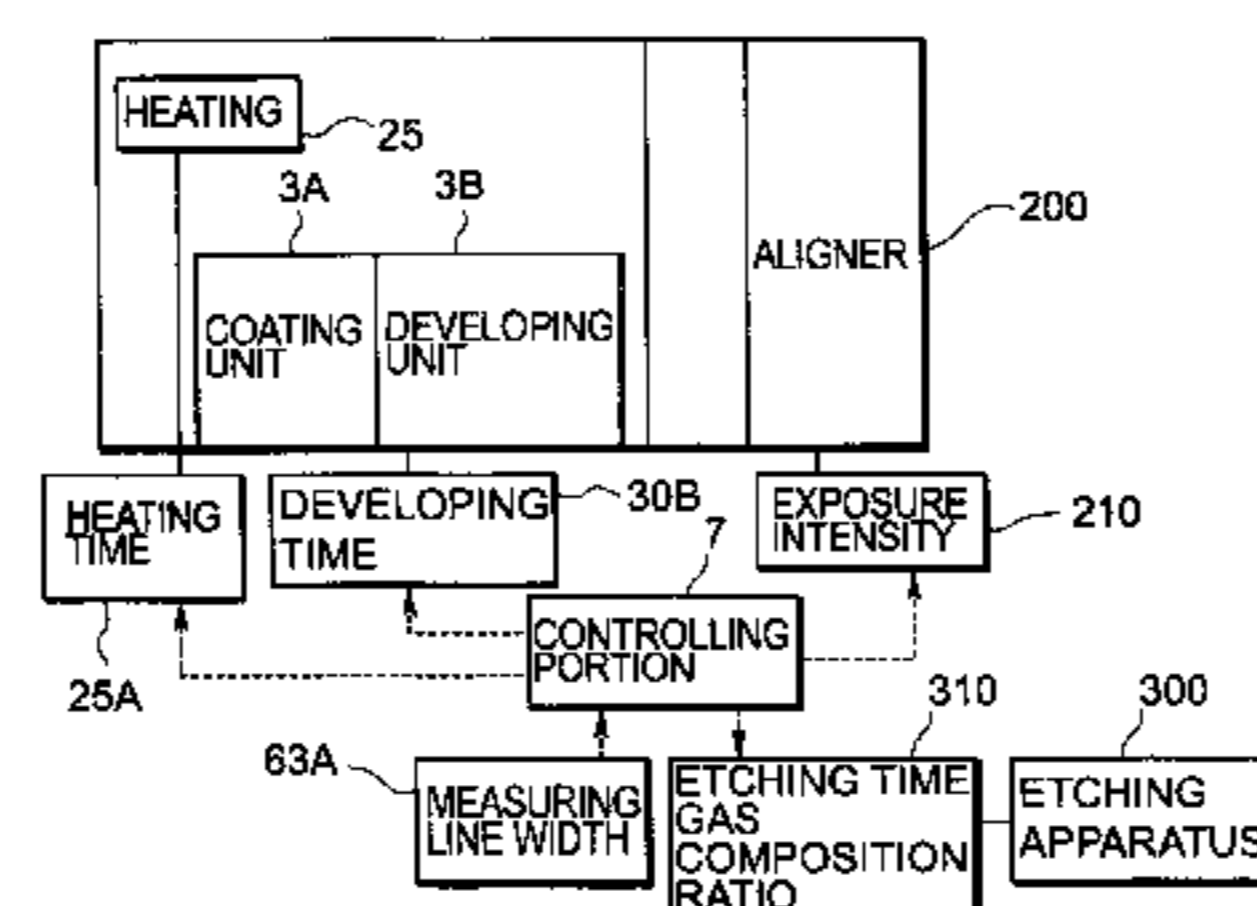 HEATING
25
3A
3B
200
ALIGNER
COATING
UNIT
DEVELOPING
UNIT
HEATING
TIME
DEVELOPING
TIME
30B
7
EXPOSURE
INTENSITY
210
CONTROLLING
PORTION
25A
310
300
63A
MEASURING
LINE WIDTH
ETCHING TIME
GAS
COMPOSITION
RATIO
ETCHING
APPARATUS